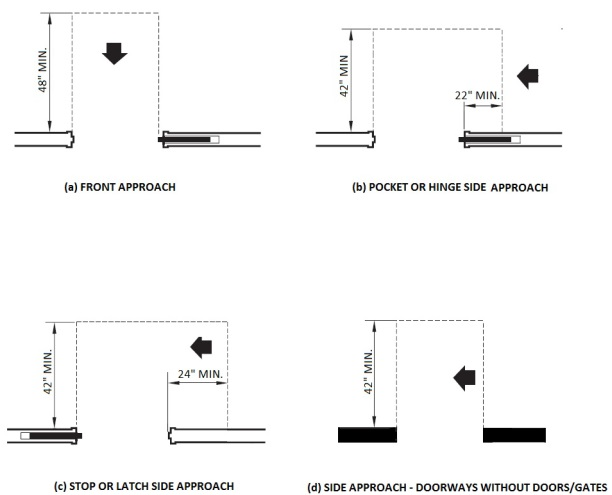 48" MIN.
(a) FRONT APPROACH
42" MIN
22" MIN.
(b) POCKET OR HINGE SIDE APPROACH
42" MIN.
24" MIN.
(c) STOP OR LATCH SIDE APPROACH
42" MIN.
(d) SIDE APPROACH - DOORWAYS WITHOUT DOORS/GATES